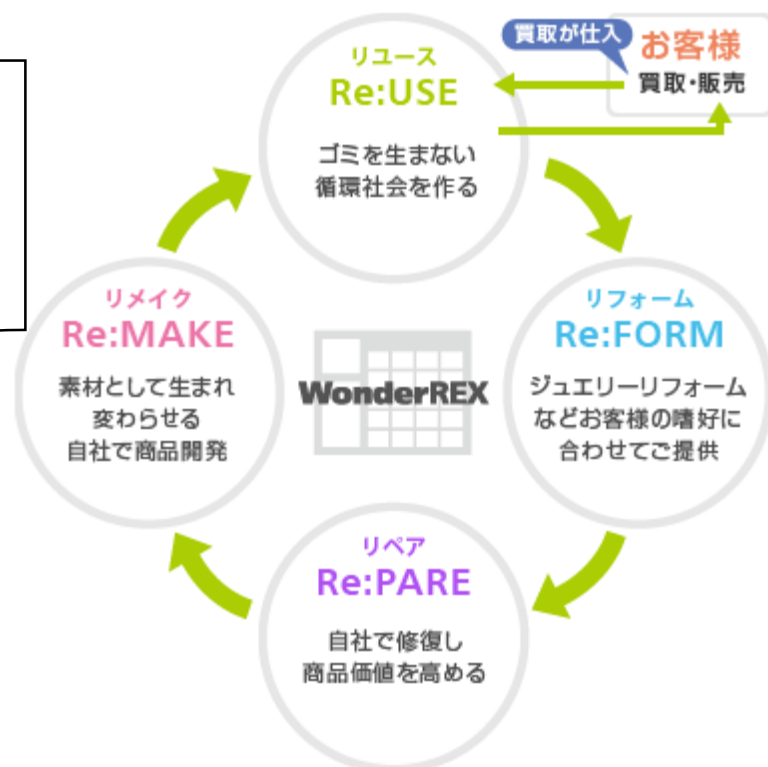 買取が仕入
お客様
買取・販売
リユース
Re:USE
ゴミを生まない
循環社会を作る
リメイク
Re:MAKE
素材として生まれ
変わらせる
自社で商品開発
WonderREX
リフォーム
Re:FORM
ジュエリーリフォーム
などお客様の嗜好に
合わせてご提供
リペア
Re:PARE
自社で修復し
商品価値を高める